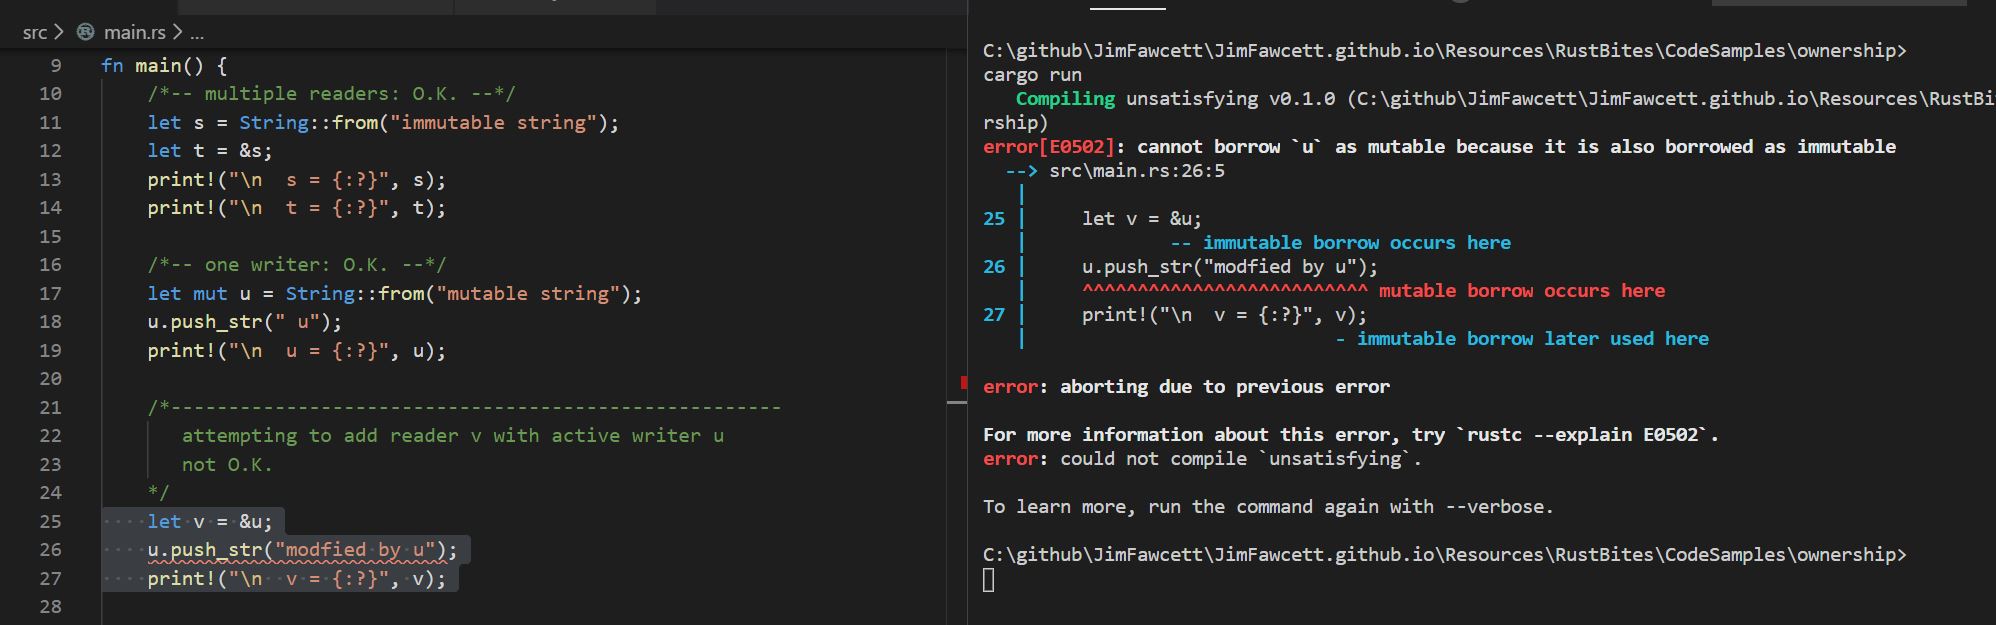 src > main.rs > ...
9 fn main() {
10 /*-- multiple readers: O.K. --*/
11 let s = String::from("immutable string");
12 let t = &s;
13 print!("\n  s = {:?}", s);
14 print!("\n  t = {:?}", t);
15
16 /*-- one writer: O.K. --*/
17 let mut u = String::from("mutable string");
18 u.push_str(" u");
19 print!("\n  u = {:?}", u);
20
21 /*-----------------------------------------------------
22 attempting to add reader v with active writer u
23 not O.K.
24 */
25 let v = &u;
26 u.push_str("modfied by u");
27 print!("\n  v = {:?}", v);
28
C:\github\JimFawcett\JimFawcett.github.io\Resources\RustBites\CodeSamples\ownership>
cargo run
Compiling unsatisfying v0.1.0 (C:\github\JimFawcett\JimFawcett.github.io\Resources\RustBi
rship)
error[E0502]: cannot borrow `u` as mutable because it is also borrowed as immutable
--> src\main.rs:26:5
|
25 | let v = &u;
| -- immutable borrow occurs here
26 | u.push_str("modfied by u");
| ^^^^^^^^^^^^^^^^^^^^^^^^^^ mutable borrow occurs here
27 | print!("\n  v = {:?}", v);
| - immutable borrow later used here
error: aborting due to previous error
For more information about this error, try `rustc --explain E0502`.
error: could not compile `unsatisfying`.
To learn more, run the command again with --verbose.
C:\github\JimFawcett\JimFawcett.github.io\Resources\RustBites\CodeSamples\ownership>